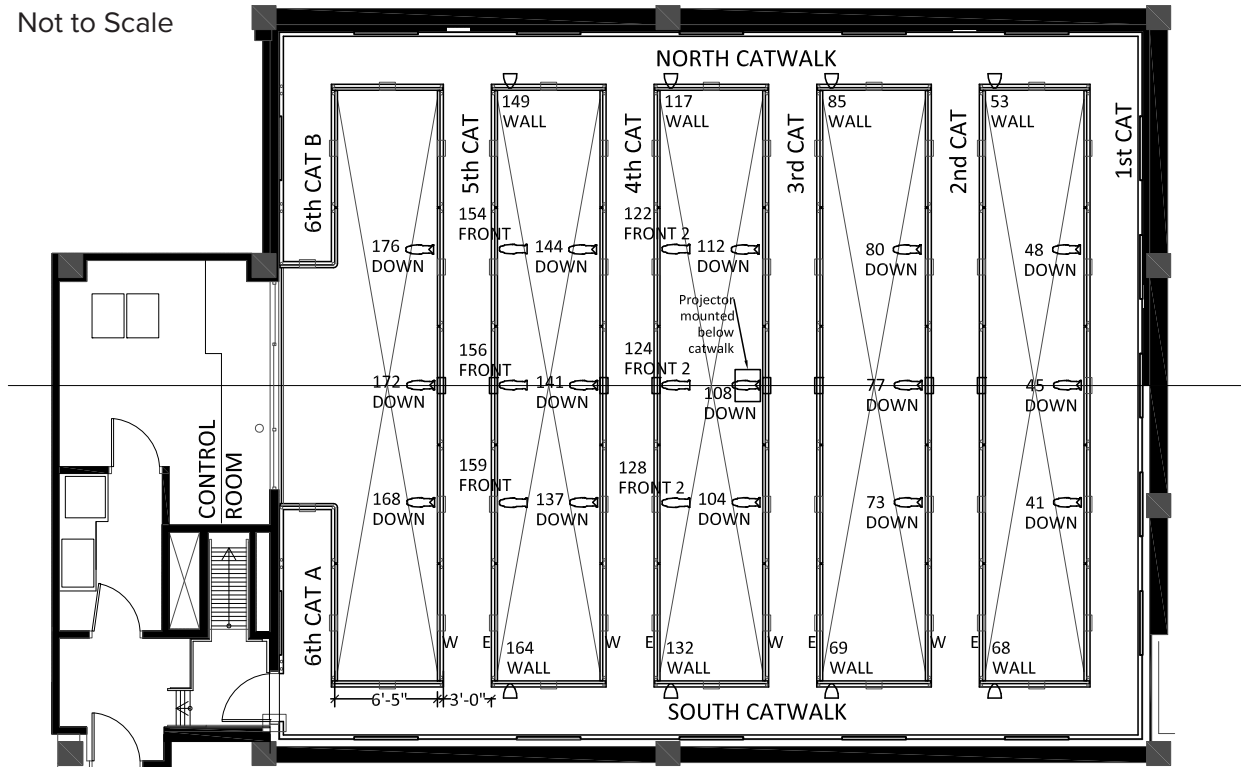 Not to Scale
NORTH CATWALK
149
WALL
117
WALL
85
WALL
53
WALL
6th CAT B
5th CAT
4th CAT
3rd CAT
2nd CAT
1st CAT
154
FRONT
122
FRONT 2
176
DOWN
144
DOWN
112
DOWN
80
DOWN
48
DOWN
Projector
mounted
below
catwalk
156
FRONT
124
FRONT 2
172
DOWN
141
DOWN
108
DOWN
77
DOWN
45
DOWN
CONTROL
ROOM
159
FRONT
128
FRONT 2
168
DOWN
137
DOWN
104
DOWN
73
DOWN
41
DOWN
6th CAT A
W
E
W
E
W
E
W
E
164
WALL
132
WALL
69
WALL
68
WALL
6'-5"
3'-0"
SOUTH CATWALK